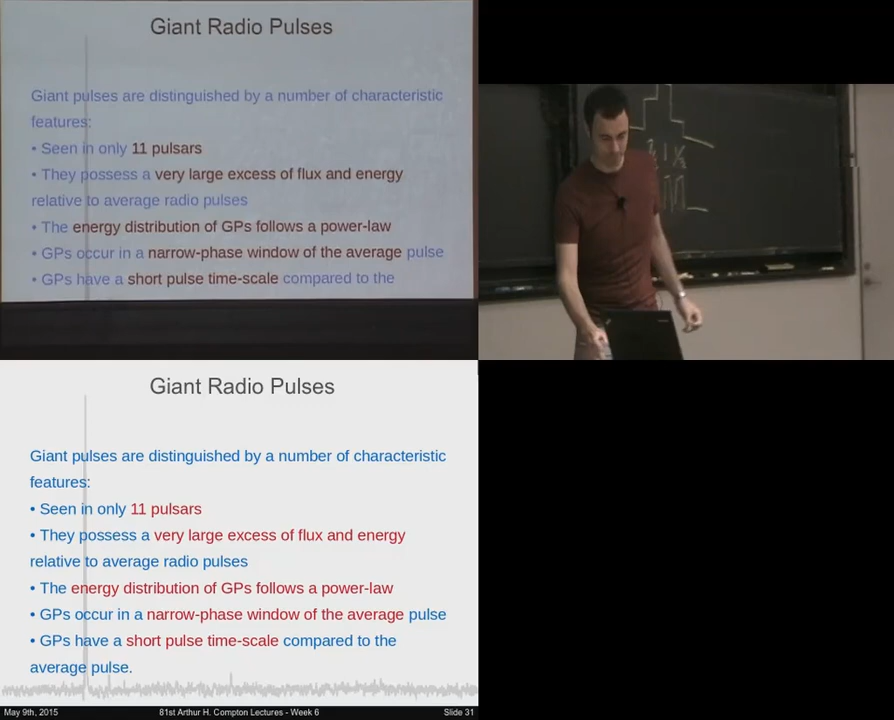 Giant Radio Pulses
Giant pulses are distinguished by a number of characteristic
features:
• Seen in only 11 pulsars
• They possess a very large excess of flux and energy
relative to average radio pulses
• The energy distribution of GPs follows a power-law
• GPs occur in a narrow-phase window of the average pulse
• GPs have a short pulse time-scale compared to the
Giant Radio Pulses
Giant pulses are distinguished by a number of characteristic
features:
• Seen in only 11 pulsars
• They possess a very large excess of flux and energy
relative to average radio pulses
• The energy distribution of GPs follows a power-law
• GPs occur in a narrow-phase window of the average pulse
• GPs have a short pulse time-scale compared to the
average pulse.
May 9th, 2015 81st Arthur H. Compton Lectures - Week 6 Slide 31